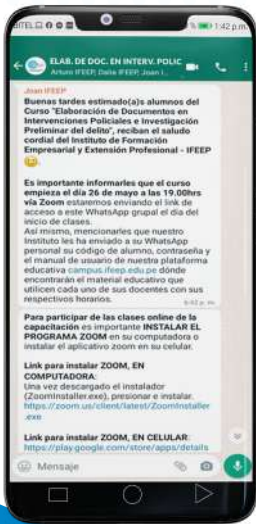 BITEL
1:42 p.m.
ELAB. DE DOC. EN INTERV. POLIC
Arturo IFEEP, Dalia IFEEP, Joan I...
Joan IFEEP
Buenas tardes estimado(a)s alumnos del
Curso "Elaboración de Documentos en
Intervenciones Policiales e Investigación
Preliminar del delito", reciban el saludo
cordial del Instituto de Formación
Empresarial y Extensión Profesional - IFEEP
Es importante informarles que el curso
empieza el día 26 de mayo a las 19.00hrs
vía Zoom estaremos enviando el link de
acceso a este WhatsApp grupal el día del
inicio de clases.
Así mismo, mencionarles que nuestro
Instituto les ha enviado a su WhatsApp
personal su código de alumno, contraseña y
el manual de usuario de nuestra plataforma
educativa campus.ifeep.edu.pe dónde
encontrarán el material educativo que
utilicen cada uno de sus docentes con sus
respectivos horarios.
6:42 p. m.
Para participar de las clases online de la
capacitación es importante INSTALAR EL
PROGRAMA ZOOM en su computadora o
instalar el aplicativo zoom en su celular.
Link para instalar ZOOM, EN
COMPUTADORA:
Una vez descargado el instalador
(ZoomInstaller.exe), presionar e instalar.
https://zoom.us/client/latest/ZoomInstaller
.exe
Link para instalar ZOOM, EN CELULAR:
https://play.google.com/store/apps/details
Mensaje